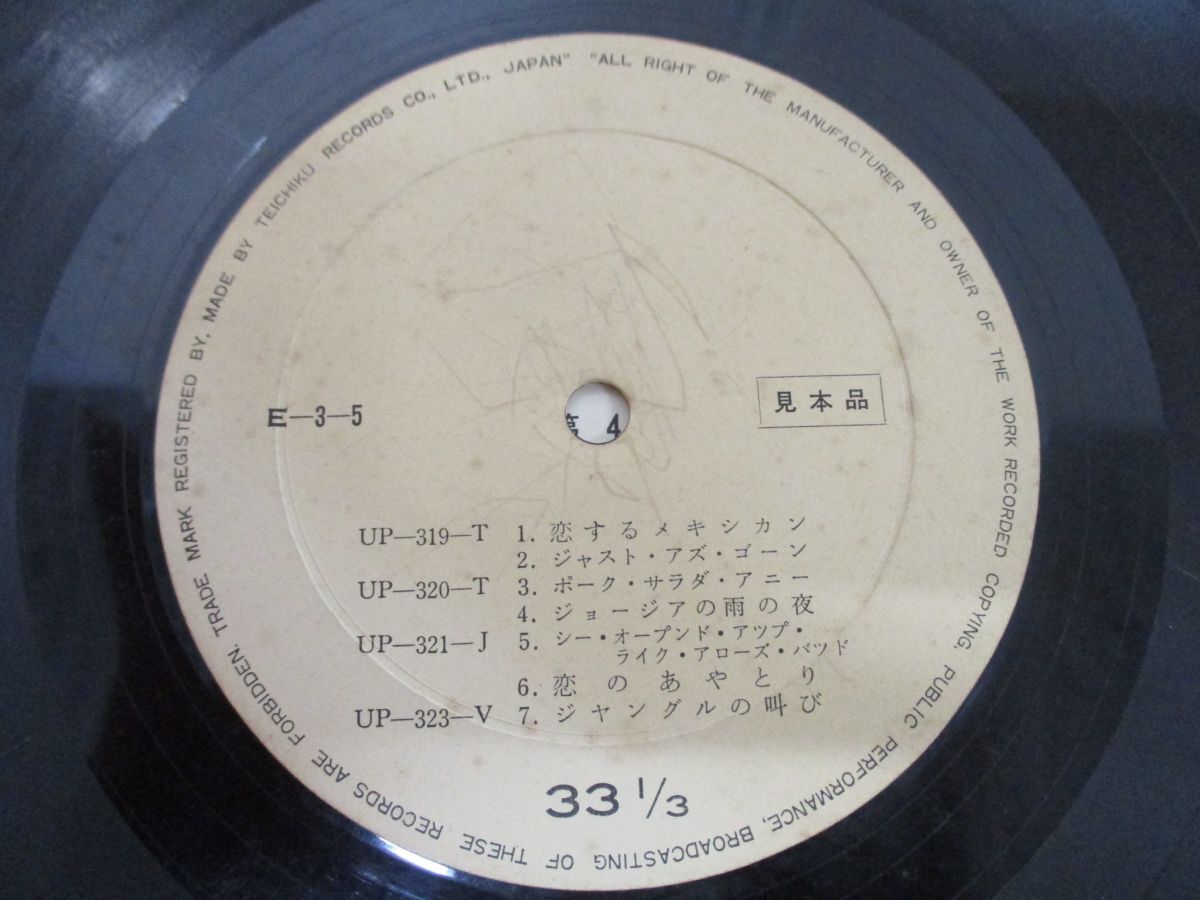 TRADE MARK REGISTERED BY, MADE BY TEICHIKU RECORDS CO., LTD., JAPAN" "ALL RIGHT OF THE MANUFACTURER AND OWNER OF THE WORK RECORDED COPYING, PUBLIC PERFORMANCE, BROADCASTING OF THESE RECORDS ARE FORBIDDEN,
E—3—5
4
見本品
UP—319—T 1. 恋するメキシカン
2. ジャスト・アズ・ゴーン
UP—320—T 3. ポーク・サラダ・アニー
4. ジョージアの雨の夜
UP—321—J 5. シー・オープンド・アツプ・
ライク・アローズ・バツド
6. 恋のあやとり
UP—323—V 7. ジヤングルの叫び
33 1/3